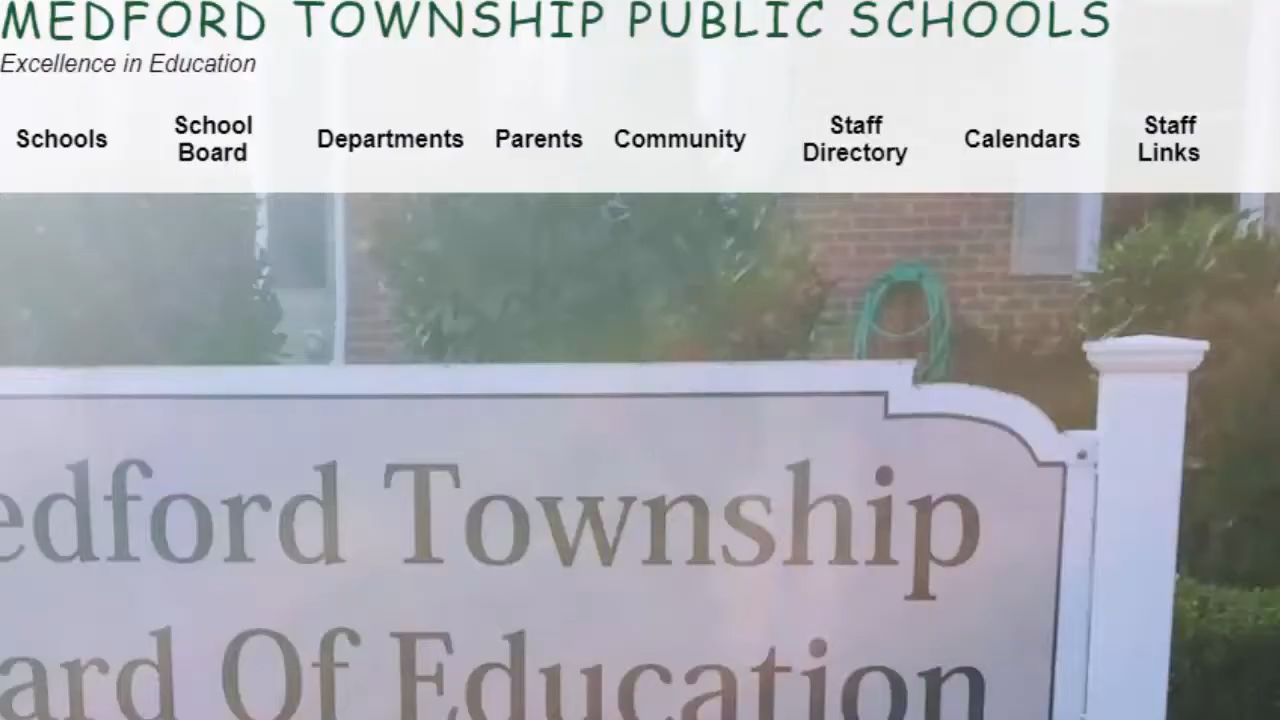 MEDFORD TOWNSHIP PUBLIC SCHOOLS
Excellence in Education
Schools School Board Departments Parents Community Staff Directory Calendars Staff Links
edford Township
ard Of Education